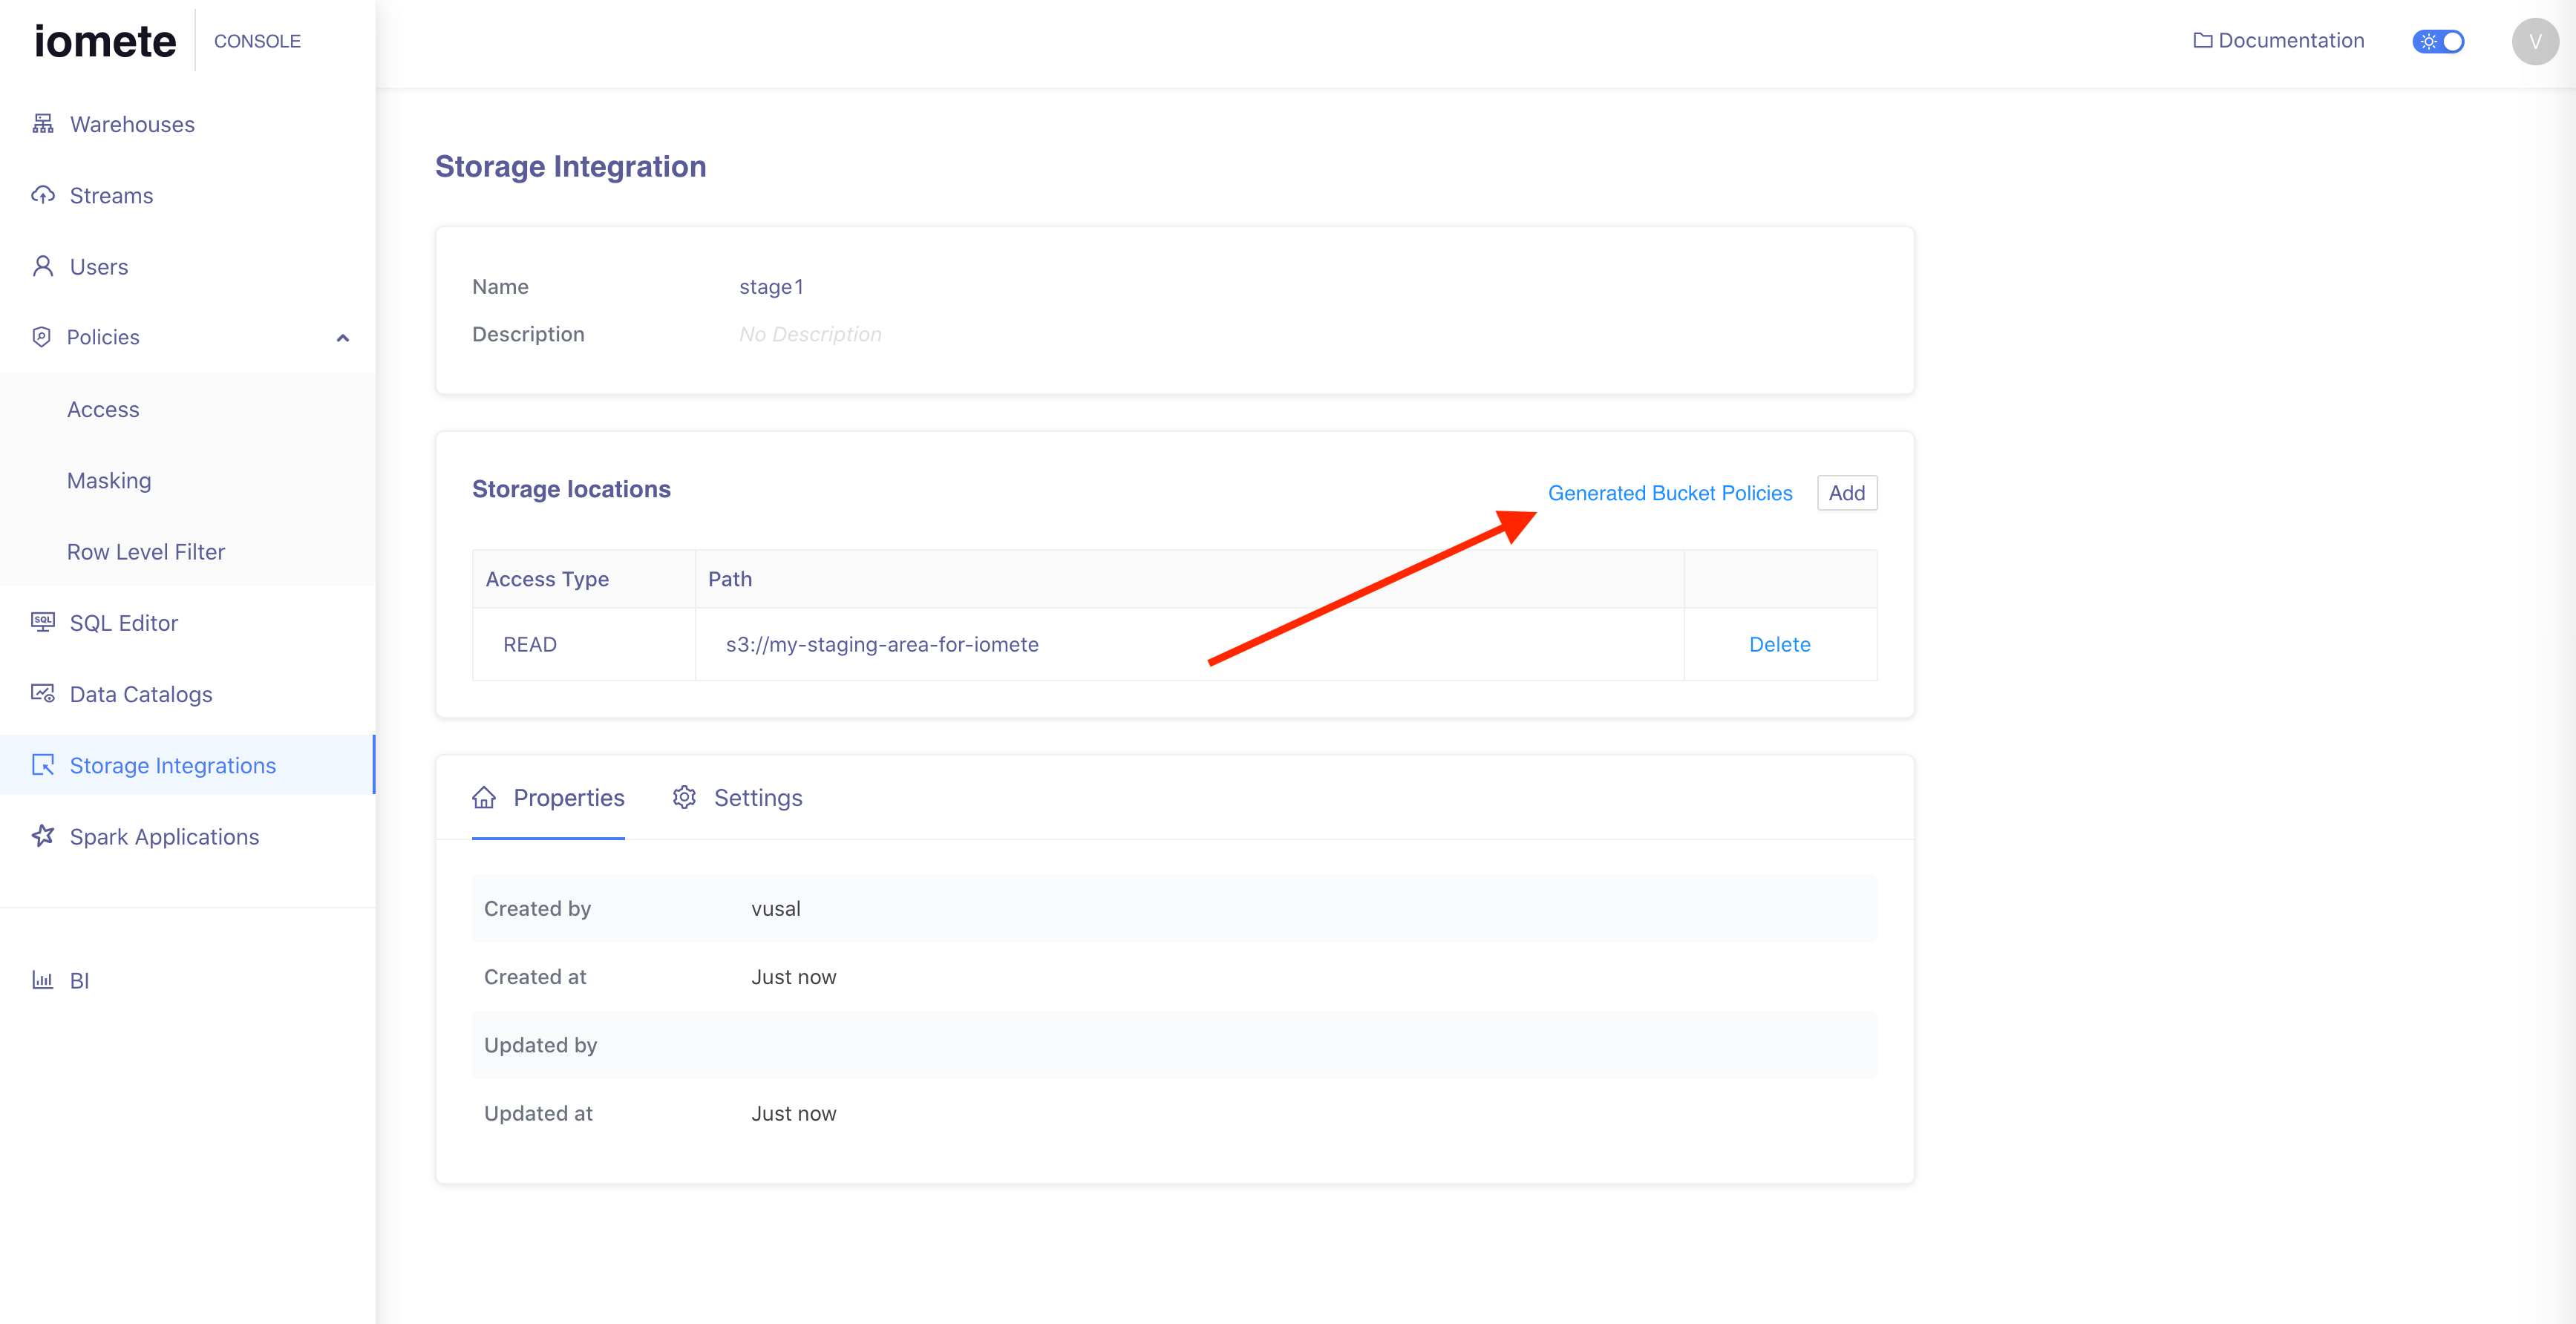 iomete
CONSOLE
Documentation
V
Warehouses
Streams
Users
Policies
Access
Masking
Row Level Filter
SQL
SQL Editor
Data Catalogs
Storage Integrations
Spark Applications
BI
Storage Integration
Name stage1
Description No Description
Storage locations
Generated Bucket Policies
Add
Access Type Path
READ s3://my-staging-area-for-iomete Delete
Properties
Settings
Created by vusal
Created at Just now
Updated by
Updated at Just now